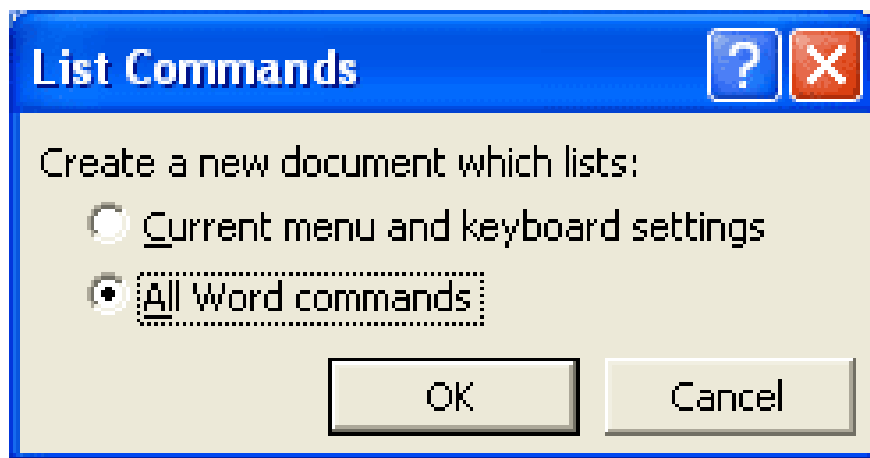 List Commands
Create a new document which lists:
Current menu and keyboard settings
All Word commands
OK Cancel